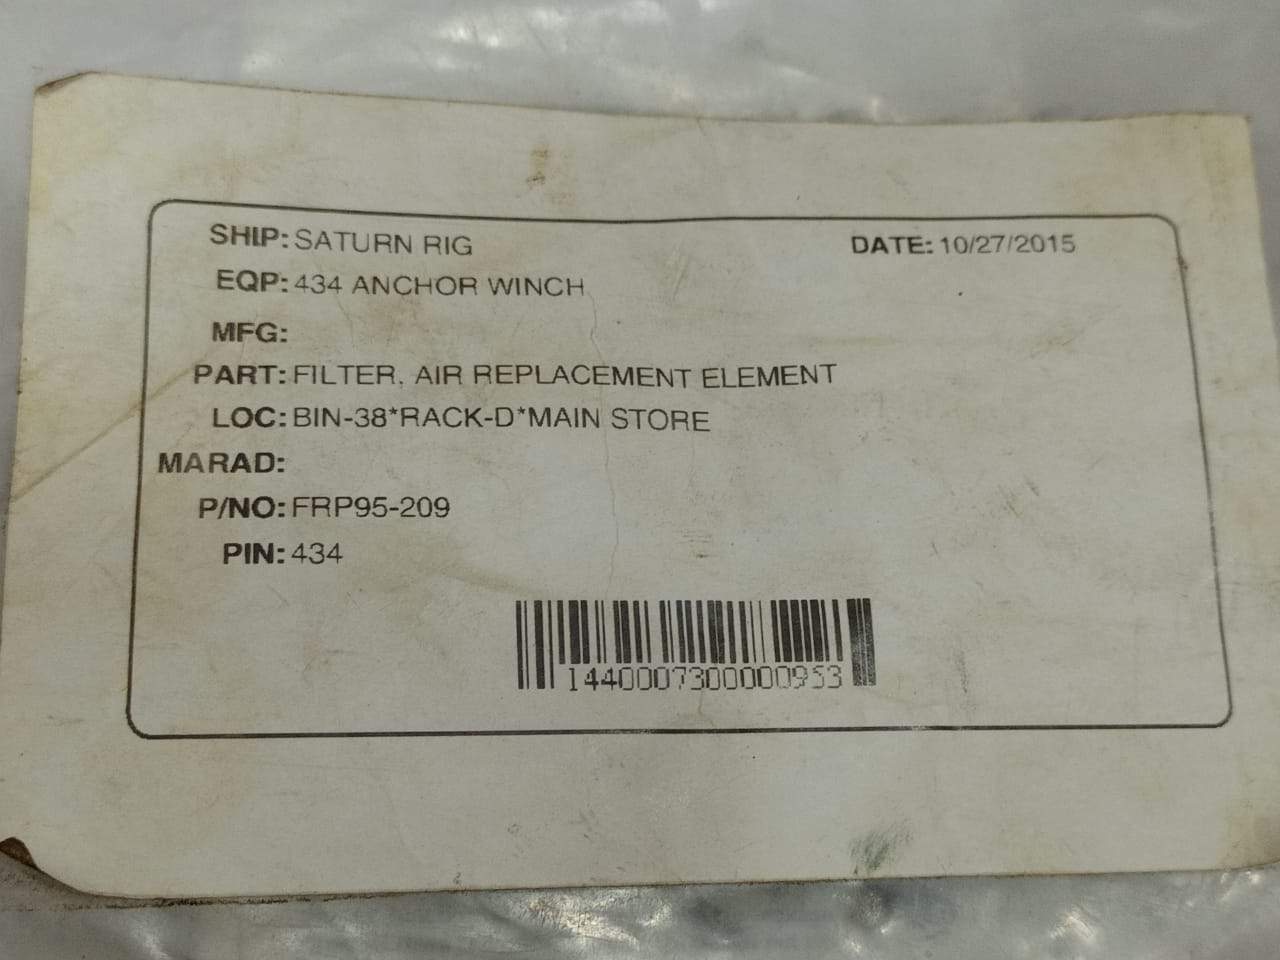 SHIP: SATURN RIG DATE: 10/27/2015
EQP: 434 ANCHOR WINCH
MFG:
PART: FILTER, AIR REPLACEMENT ELEMENT
LOC: BIN-38*RACK-D*MAIN STORE
MARAD:
P/NO: FRP95-209
PIN: 434
1440007300000953